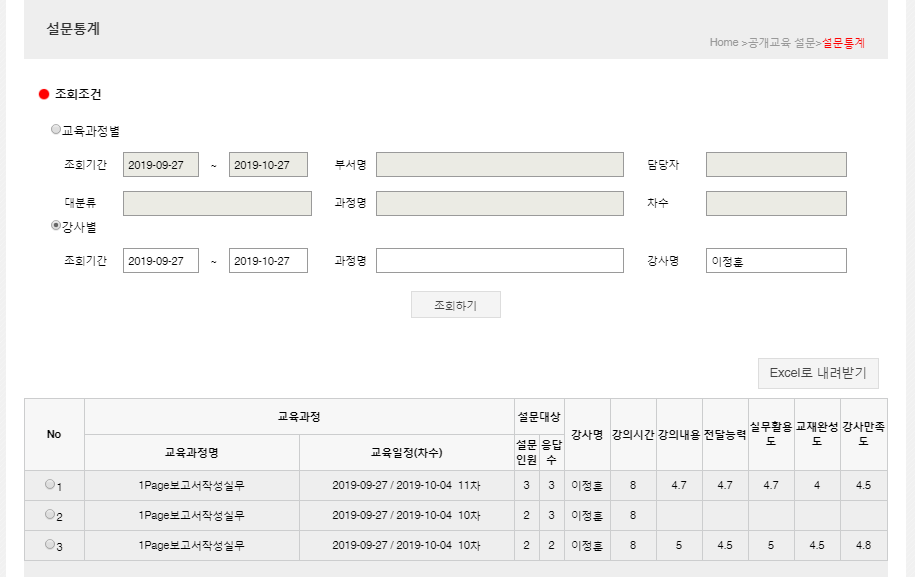 설문통계
Home >공개교육 설문>설문통계
조회조건
교육과정별
조회기간 2019-09-27 ~ 2019-10-27 부서명 담당자
대분류 과정명 차수
강사별
조회기간 2019-09-27 ~ 2019-10-27 과정명 강사명 이정훈
조회하기
Excel로 내려받기
No 교육과정 설문대상 강사명 강의시간 강의내용 전달능력 실무활용도 교재완성도 강사만족도
교육과정명 교육일정(차수) 설문인원 응답수
1 1Page보고서작성실무 2019-09-27 / 2019-10-04 11차 3 3 이정훈 8 4.7 4.7 4.7 4 4.5
2 1Page보고서작성실무 2019-09-27 / 2019-10-04 10차 2 3 이정훈 8
3 1Page보고서작성실무 2019-09-27 / 2019-10-04 10차 2 2 이정훈 8 5 4.5 5 4.5 4.8